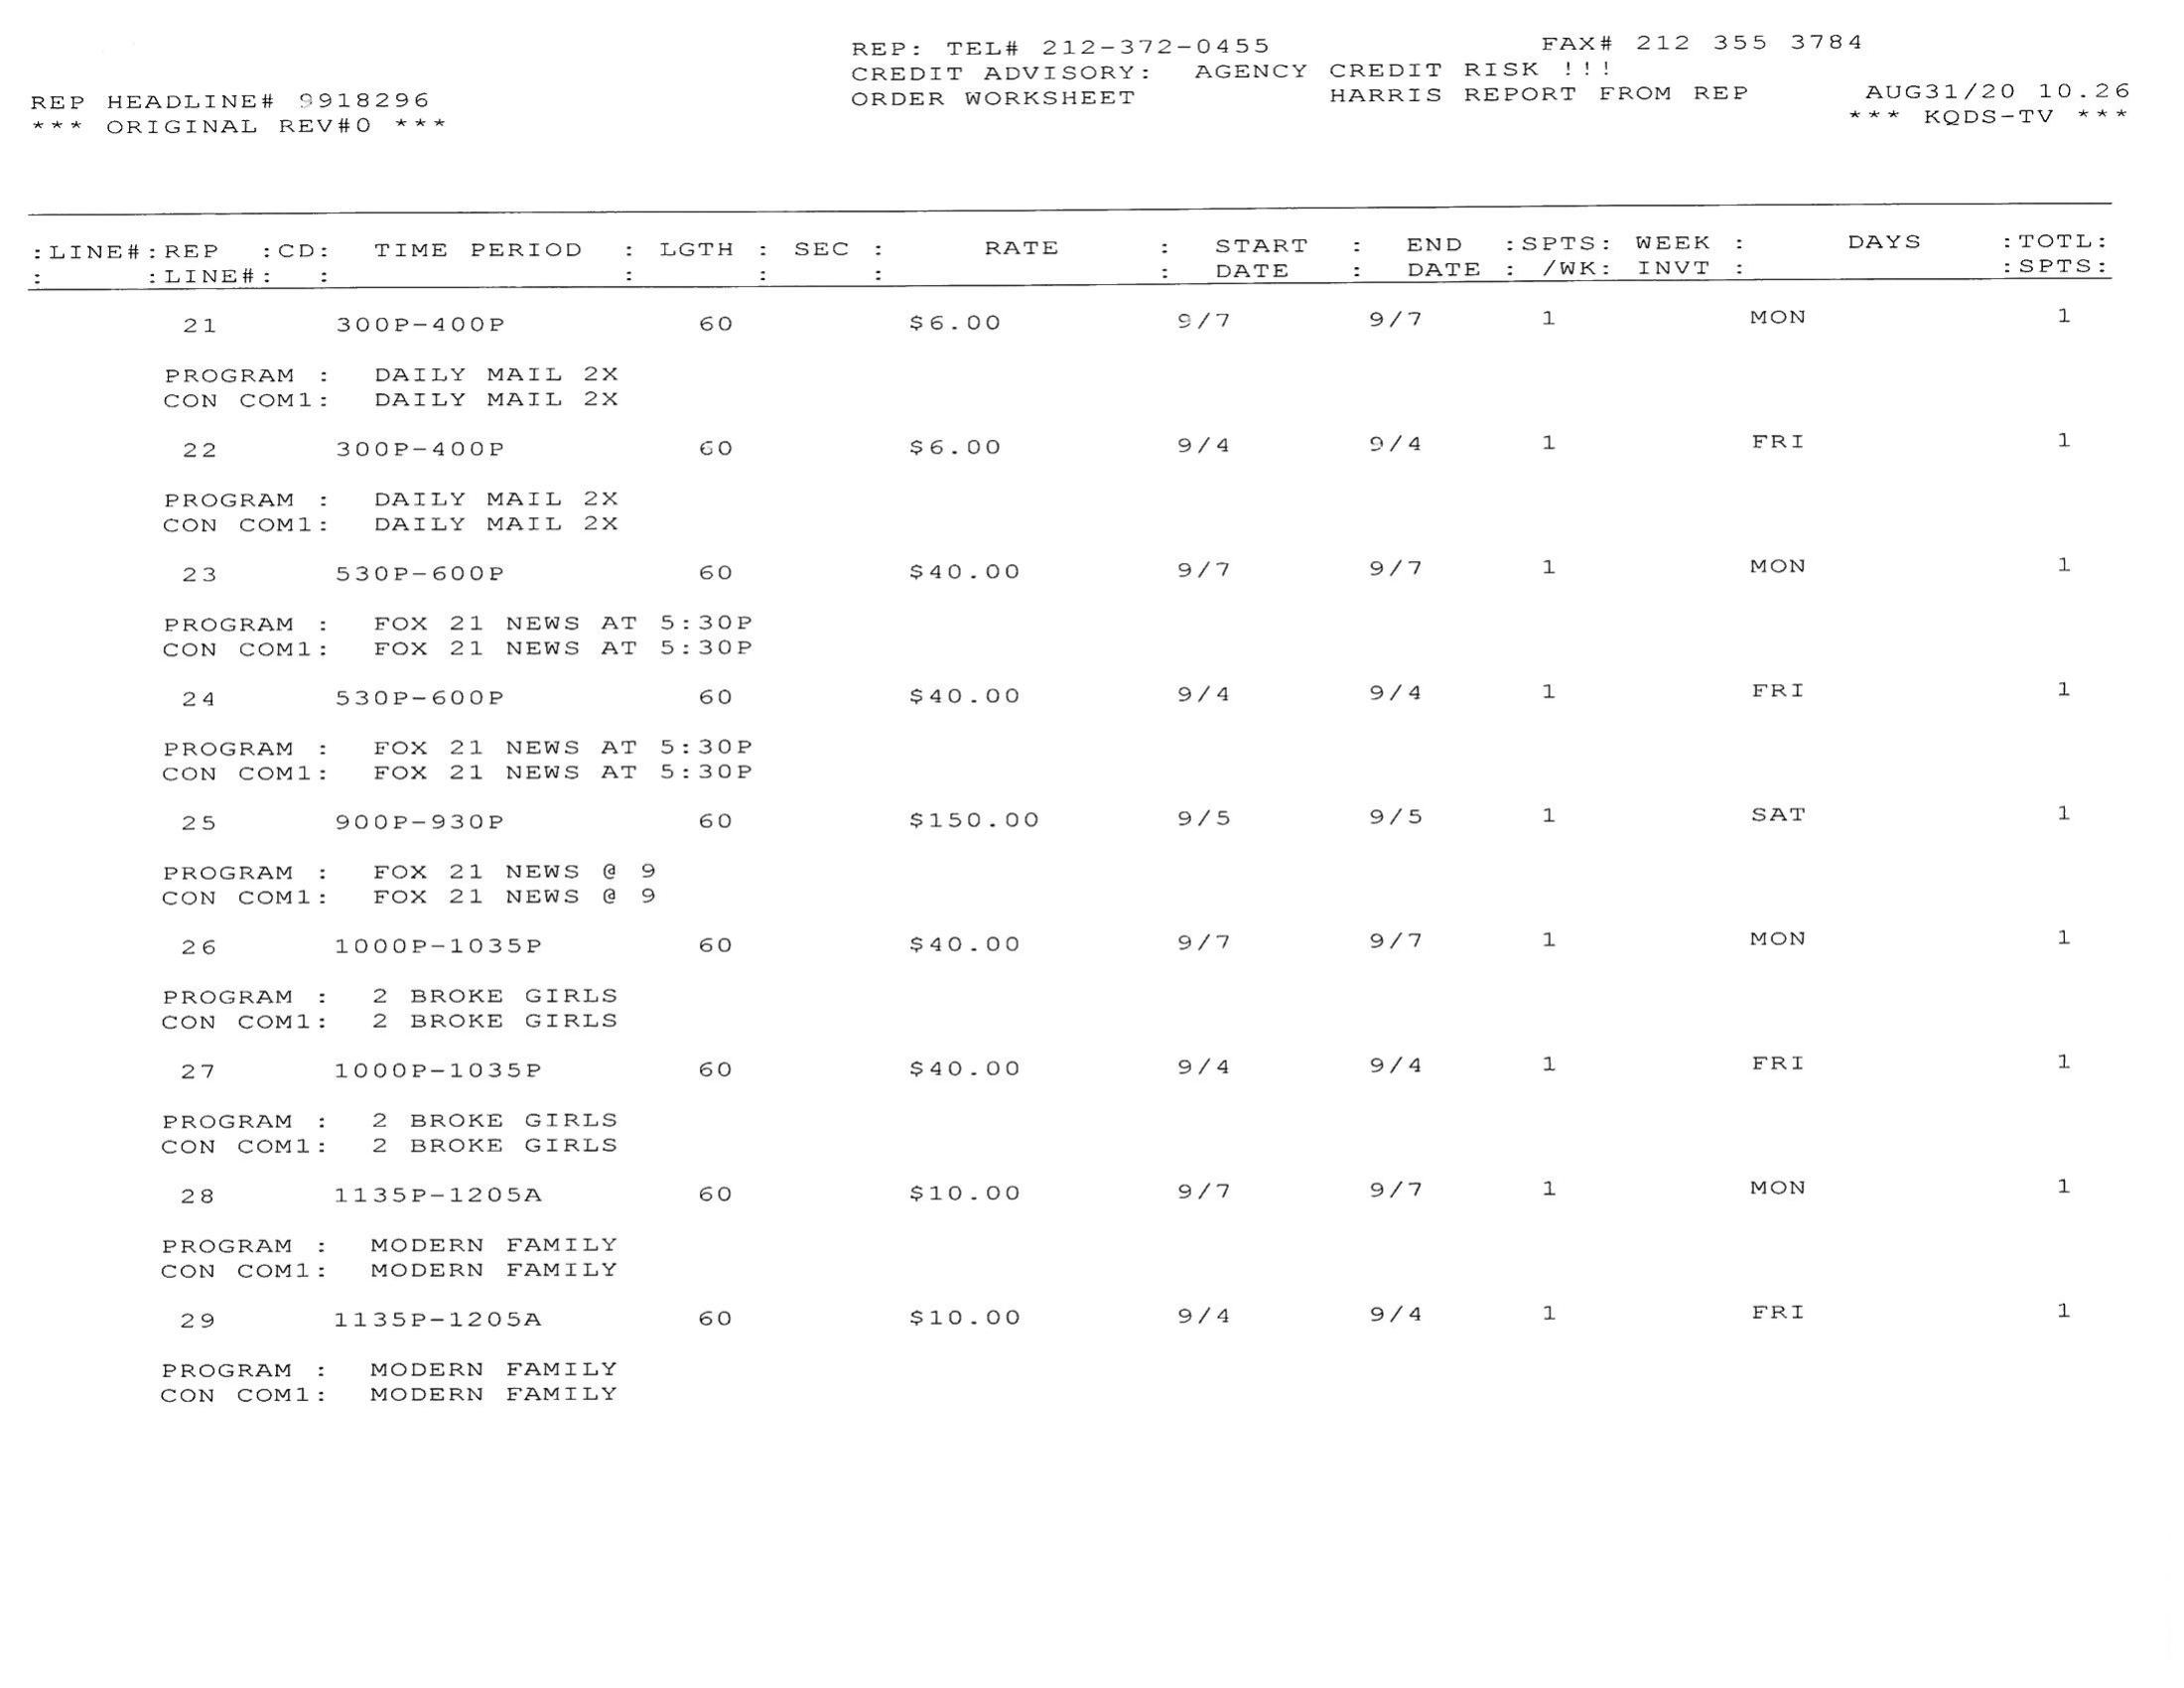 REP: TEL# 212-372-0455 FAX# 212 355 3784
CREDIT ADVISORY: AGENCY CREDIT RISK !!!
REP HEADLINE# 9918296 ORDER WORKSHEET HARRIS REPORT FROM REP AUG31/20 10.26
*** ORIGINAL REV#0 *** *** KQDS-TV ***
:LINE#:REP :CD: TIME PERIOD : LGTH : SEC : RATE : START : END :SPTS: WEEK : DAYS :TOTL:
: :LINE#: : : : : : DATE : DATE : /WK: INVT : :SPTS:
21 300P-400P 60 $6.00 9/7 9/7 1 MON 1
PROGRAM : DAILY MAIL 2X
CON COM1: DAILY MAIL 2X
22 300P-400P 60 $6.00 9/4 9/4 1 FRI 1
PROGRAM : DAILY MAIL 2X
CON COM1: DAILY MAIL 2X
23 530P-600P 60 $40.00 9/7 9/7 1 MON 1
PROGRAM : FOX 21 NEWS AT 5:30P
CON COM1: FOX 21 NEWS AT 5:30P
24 530P-600P 60 $40.00 9/4 9/4 1 FRI 1
PROGRAM : FOX 21 NEWS AT 5:30P
CON COM1: FOX 21 NEWS AT 5:30P
25 900P-930P 60 $150.00 9/5 9/5 1 SAT 1
PROGRAM : FOX 21 NEWS @ 9
CON COM1: FOX 21 NEWS @ 9
26 1000P-1035P 60 $40.00 9/7 9/7 1 MON 1
PROGRAM : 2 BROKE GIRLS
CON COM1: 2 BROKE GIRLS
27 1000P-1035P 60 $40.00 9/4 9/4 1 FRI 1
PROGRAM : 2 BROKE GIRLS
CON COM1: 2 BROKE GIRLS
28 1135P-1205A 60 $10.00 9/7 9/7 1 MON 1
PROGRAM : MODERN FAMILY
CON COM1: MODERN FAMILY
29 1135P-1205A 60 $10.00 9/4 9/4 1 FRI 1
PROGRAM : MODERN FAMILY
CON COM1: MODERN FAMILY